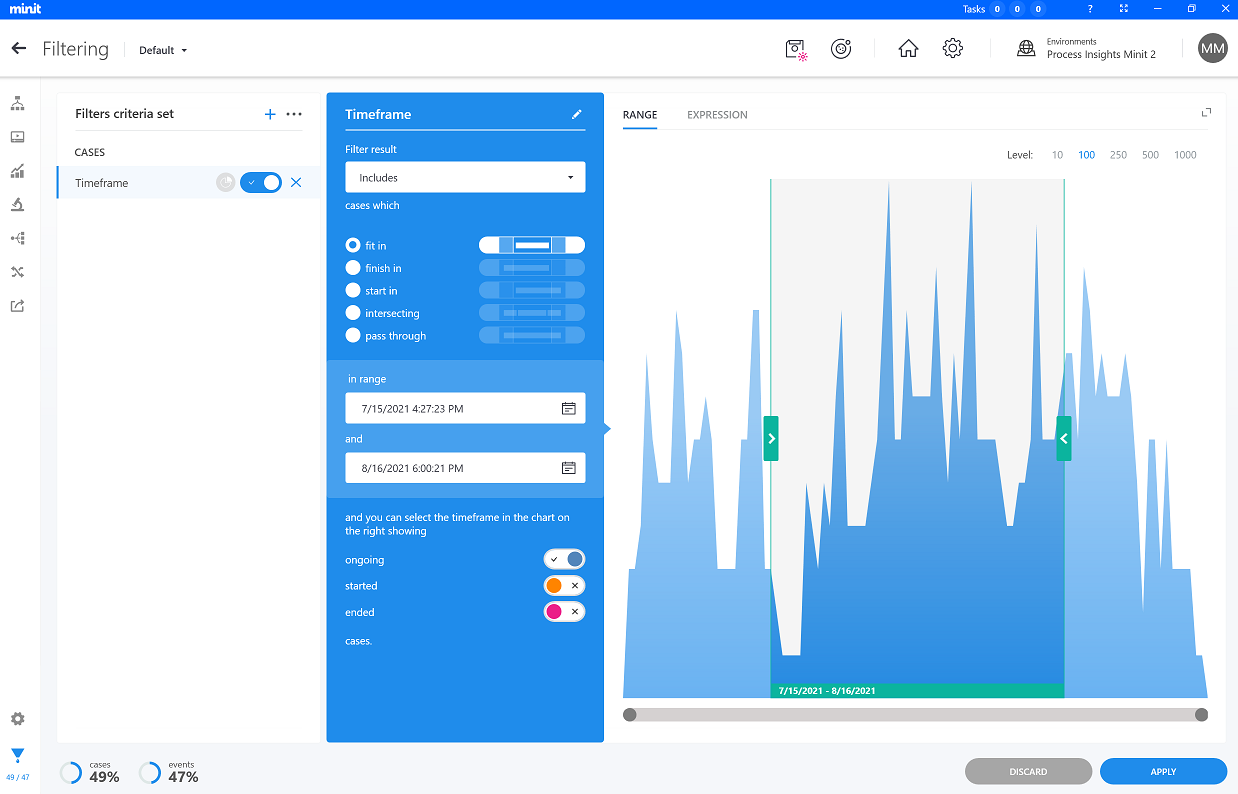 minit
Tasks 0 0 0 ?
Filtering Default
Environments
Process Insights Minit 2
MM
Filters criteria set
CASES
Timeframe
Timeframe
Filter result
Includes
cases which
fit in
finish in
start in
intersecting
pass through
in range
7/15/2021 4:27:23 PM
and
8/16/2021 6:00:21 PM
and you can select the timeframe in the chart on
the right showing
ongoing
started
ended
cases.
RANGE EXPRESSION
Level: 10 100 250 500 1000
7/15/2021 - 8/16/2021
49 / 47
cases
49%
events
47%
DISCARD
APPLY